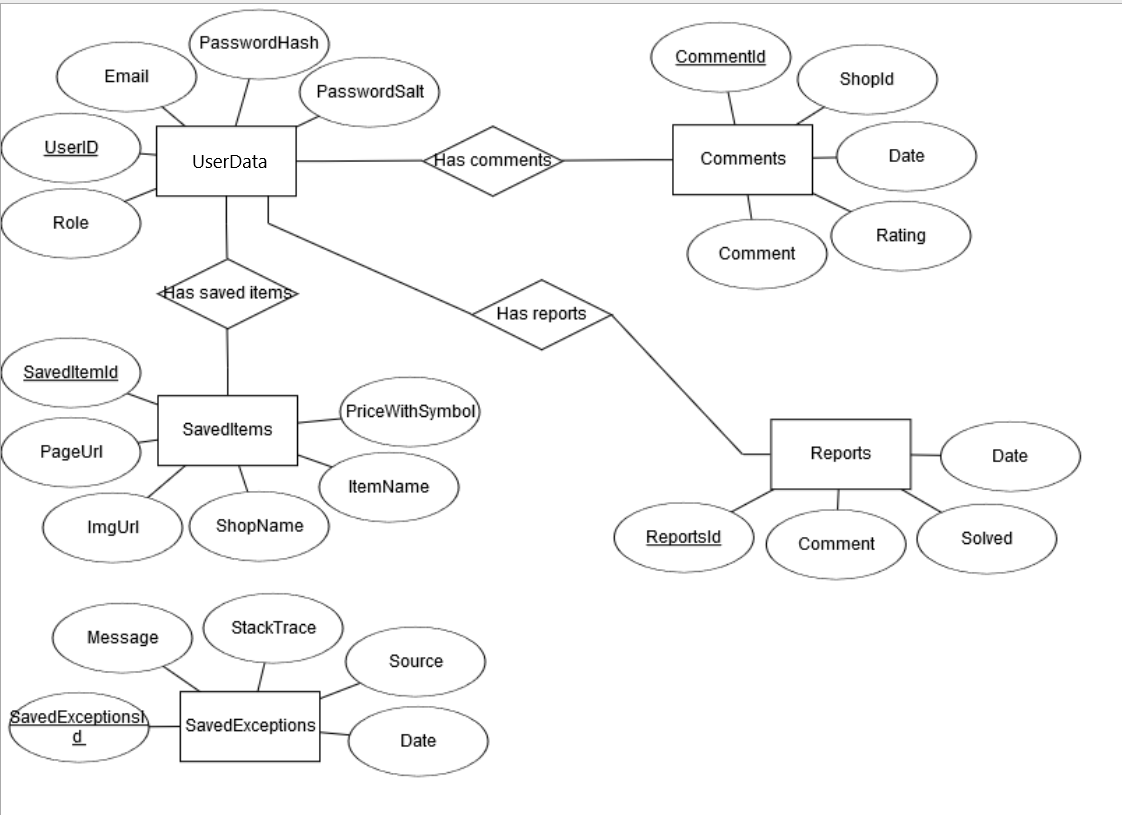 PasswordHash
Email
PasswordSalt
UserID
UserData
Role
Has comments
CommentId
ShopId
Comments
Date
Rating
Comment
Has saved items
Has reports
SavedItemId
PriceWithSymbol
SavedItems
PageUrl
ItemName
ImgUrl
ShopName
Reports
Date
ReportsId
Comment
Solved
Message
StackTrace
Source
SavedExceptionsI
d
SavedExceptions
Date